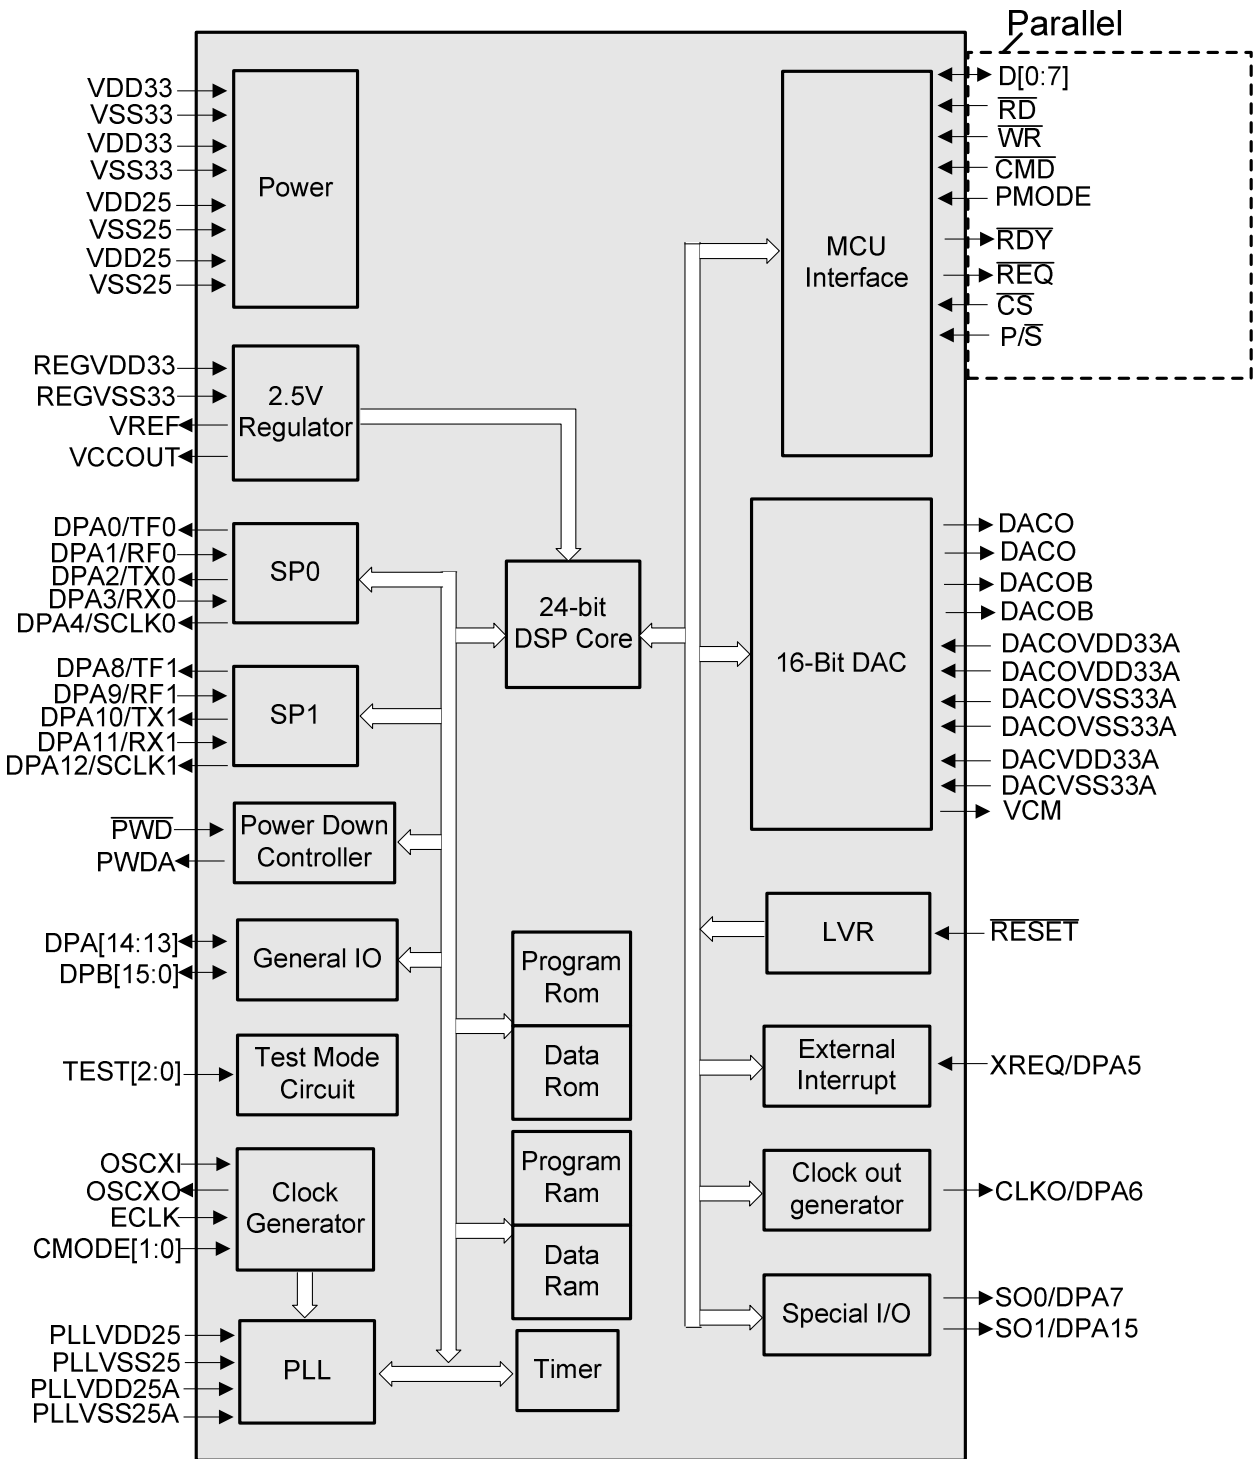 Parallel
VDD33
VSS33
VDD33
VSS33
VDD25
VSS25
VDD25
VSS25
Power
REGVDD33
REGVSS33
VREF
VCCOUT
2.5V
Regulator
DPA0/TF0
DPA1/RF0
DPA2/TX0
DPA3/RX0
DPA4/SCLK0
SP0
DPA8/TF1
DPA9/RF1
DPA10/TX1
DPA11/RX1
DPA12/SCLK1
SP1
PWD
PWDA
Power Down
Controller
DPA[14:13]
DPB[15:0]
General IO
TEST[2:0]
Test Mode
Circuit
OSCXI
OSCXO
ECLK
CMODE[1:0]
Clock
Generator
PLLVDD25
PLLVSS25
PLLVDD25A
PLLVSS25A
PLL
24-bit
DSP Core
Program
Rom
Data
Rom
Program
Ram
Data
Ram
Timer
MCU
Interface
D[0:7]
RD
WR
CMD
PMODE
RDY
REQ
CS
P/S
16-Bit DAC
DACO
DACO
DACOB
DACOB
DACOVDD33A
DACOVDD33A
DACOVSS33A
DACOVSS33A
DACVDD33A
DACVSS33A
VCM
LVR
RESET
External
Interrupt
XREQ/DPA5
Clock out
generator
CLKO/DPA6
Special I/O
SO0/DPA7
SO1/DPA15